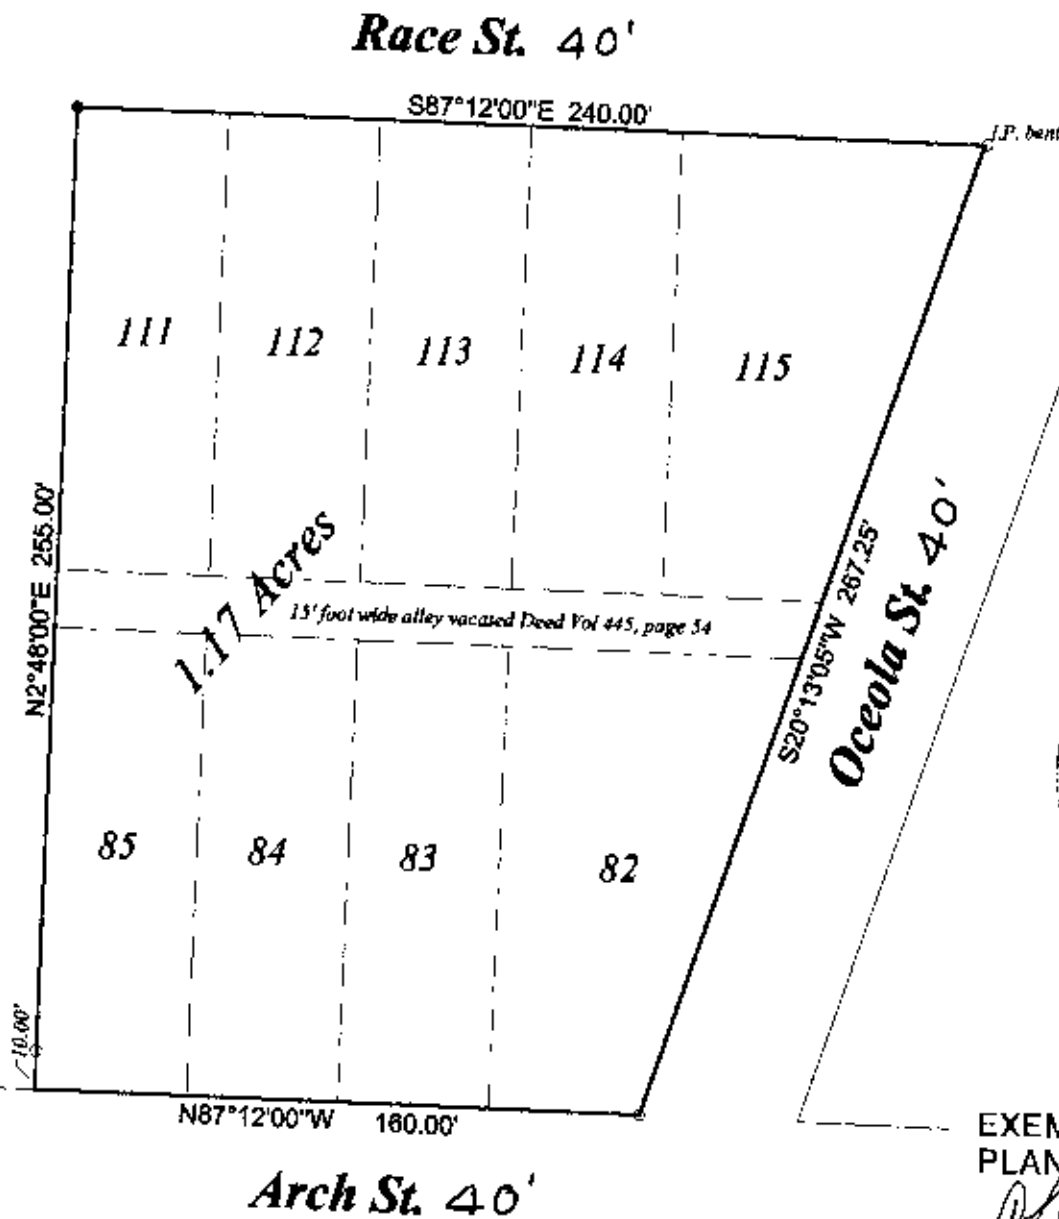 Race St. 40'
S87°12'00"E 240.00'
I.P. bent
111
112
113
114
115
N2°48'00"E 255.00'
1.17 Acres
15' foot wide alley vacated Deed Vol 445, page 54
S20°13'05"W 267.25'
Oceola St. 40'
85
84
83
82
10.00'
N87°12'00"W 160.00'
EXEM
PLAN
Arch St. 40'